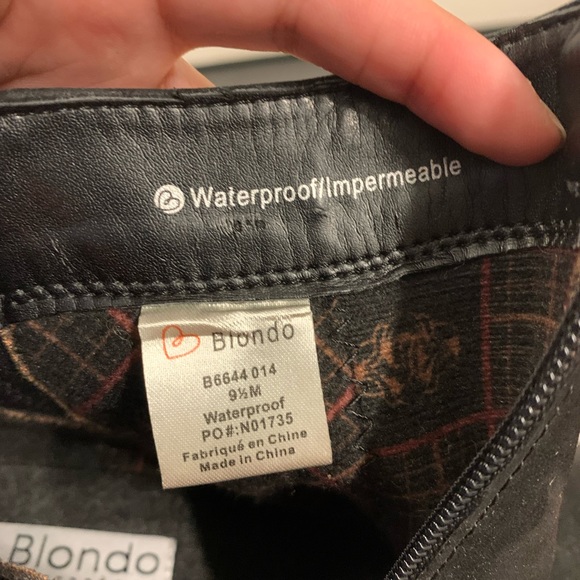 Waterproof/Impermeable
Blondo
B6644 014
9½M
Waterproof
PO#:N01735
Fabriqué en Chine
Made in China
Blondo